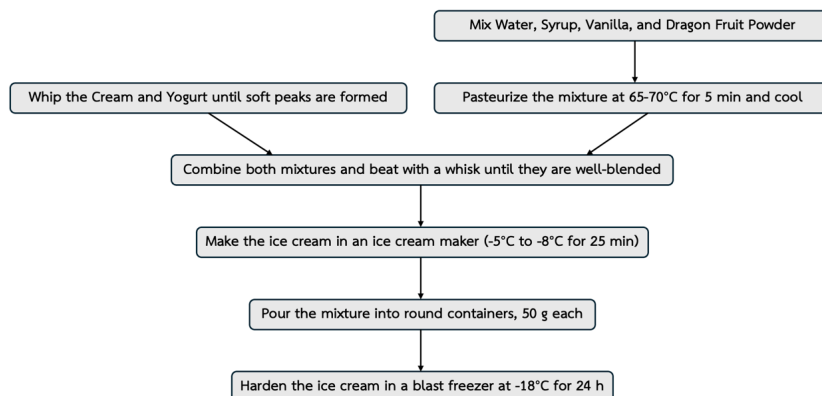 Mix Water, Syrup, Vanilla, and Dragon Fruit Powder
Whip the Cream and Yogurt until soft peaks are formed
Pasteurize the mixture at 65-70°C for 5 min and cool
Combine both mixtures and beat with a whisk until they are well-blended
Make the ice cream in an ice cream maker (-5°C to -8°C for 25 min)
Pour the mixture into round containers, 50 g each
Harden the ice cream in a blast freezer at -18°C for 24 h